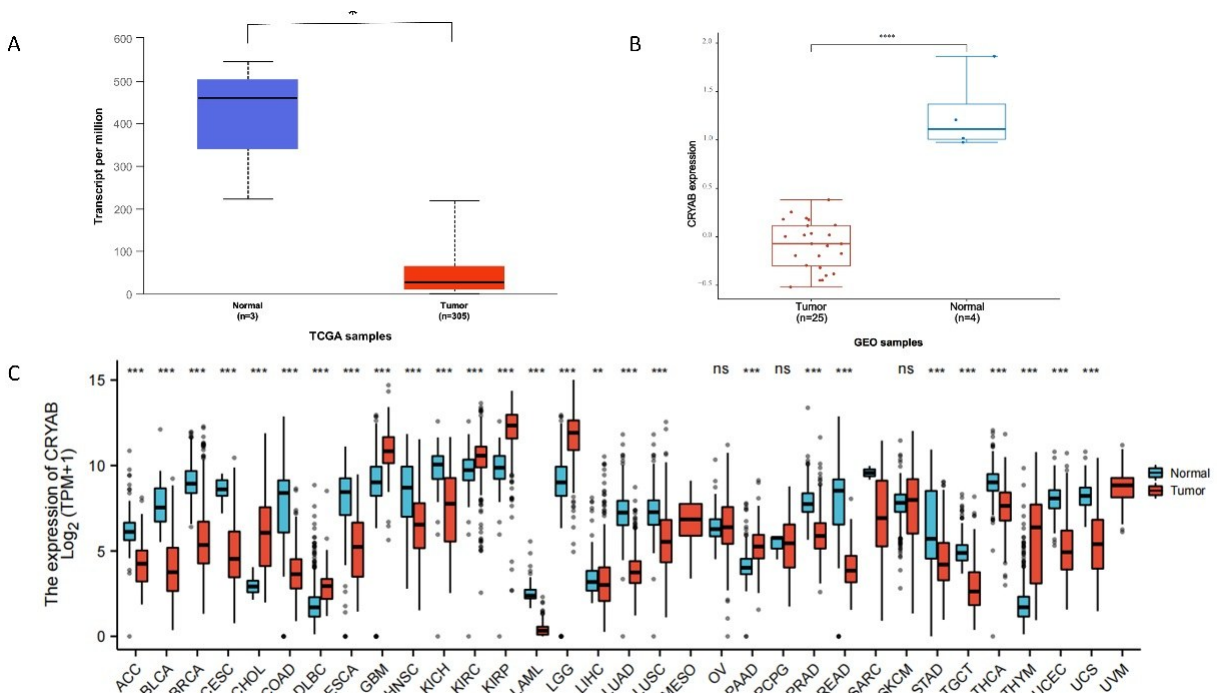 A
B
*
****
600
500
400
300
200
100
0
Transcript per million
Normal
(n=3)
Tumor
(n=305)
TCGA samples
2.0
1.5
1.0
0.5
0.0
-0.5
CRYAB expression
Tumor
(n=25)
Normal
(n=4)
GEO samples
C
*** *** *** *** *** *** *** *** *** *** *** *** *** *** *** ** *** *** ns *** ns *** *** ns *** *** *** *** *** ***
15
10
5
0
The expression of CRYAB
Log2 (TPM+1)
Normal
Tumor
ACC BLCA BRCA CESC CHOL COAD DLBC ESCA GBM HNSC KICH KIRC KIRP LAML LGG LIHC LUAD LUSC MESO OV PAAD PCPG PRAD READ SARC SKCM STAD TGCT THCA THYM UCEC UCS UVM